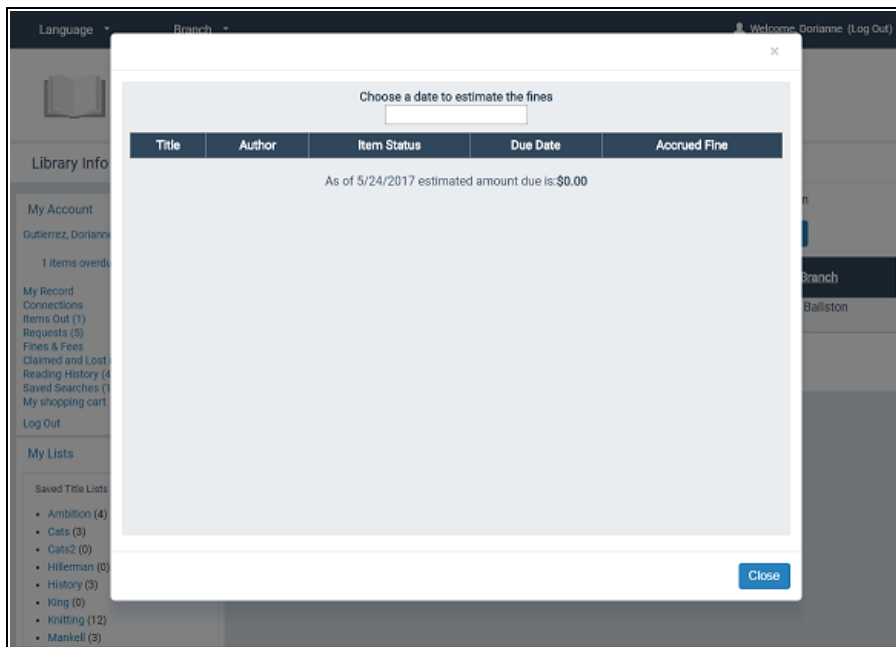 Language Branch Welcome, Dorianne (Log Out)
×
Choose a date to estimate the fines
Title Author Item Status Due Date Accrued Fine
As of 5/24/2017 estimated amount due is:$0.00
Close
Library Info
My Account
Gutierrez, Dorianne
1 items overdu
My Record
Connections
Items Out (1)
Requests (5)
Fines & Fees
Claimed and Lost
Reading History (4
Saved Searches (1
My shopping cart
Log Out
My Lists
Saved Title Lists
Ambition (4)
Cats (3)
Cats2 (0)
Hillerman (0)
History (3)
King (0)
Knitting (12)
Mankell (3)
n
Branch
Ballston